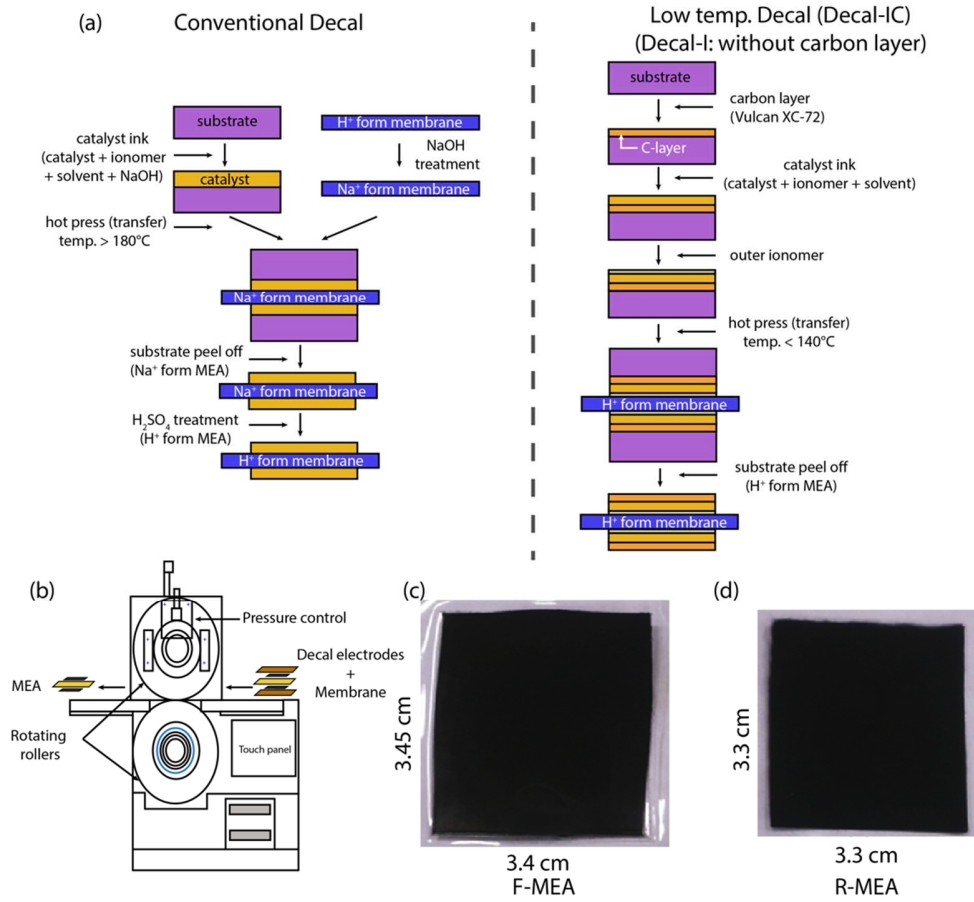 (a)
Conventional Decal
substrate
catalyst ink
(catalyst + ionomer
+ solvent + NaOH)
catalyst
H⁺ form membrane
NaOH
treatment
Na⁺ form membrane
hot press (transfer)
temp. > 180°C
Na⁺ form membrane
substrate peel off
(Na⁺ form MEA)
Na⁺ form membrane
H₂SO₄ treatment
(H⁺ form MEA)
H⁺ form membrane
Low temp. Decal (Decal-IC)
(Decal-I: without carbon layer)
substrate
carbon layer
(Vulcan XC-72)
C-layer
catalyst ink
(catalyst + ionomer + solvent)
outer ionomer
hot press (transfer)
temp. < 140°C
H⁺ form membrane
substrate peel off
(H⁺ form MEA)
H⁺ form membrane
(b)
Pressure control
MEA
Decal electrodes
+
Membrane
Rotating
rollers
Touch panel
(c)
3.45 cm
3.4 cm
F-MEA
(d)
3.3 cm
3.3 cm
R-MEA